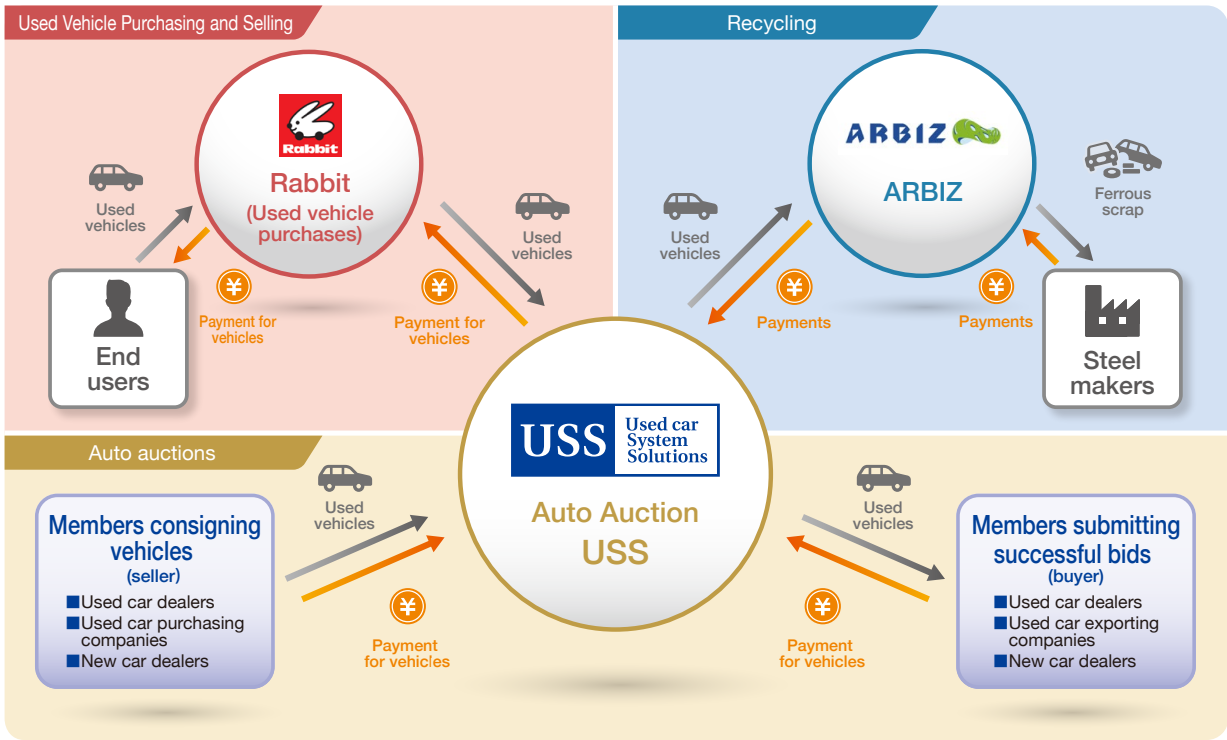 Used Vehicle Purchasing and Selling
Rabbit
Rabbit
(Used vehicle
purchases)
Used
vehicles
Used
vehicles
¥
Payment for
vehicles
¥
Payment for
vehicles
End
users
Recycling
ARBIZ
ARBIZ
Used
vehicles
Ferrous
scrap
¥
Payments
¥
Payments
Steel
makers
USS
Used car
System
Solutions
Auto Auction
USS
Auto auctions
Members consigning
vehicles
(seller)
■Used car dealers
■Used car purchasing
companies
■New car dealers
Used
vehicles
¥
Payment
for vehicles
Used
vehicles
¥
Payment
for vehicles
Members submitting
successful bids
(buyer)
■Used car dealers
■Used car exporting
companies
■New car dealers